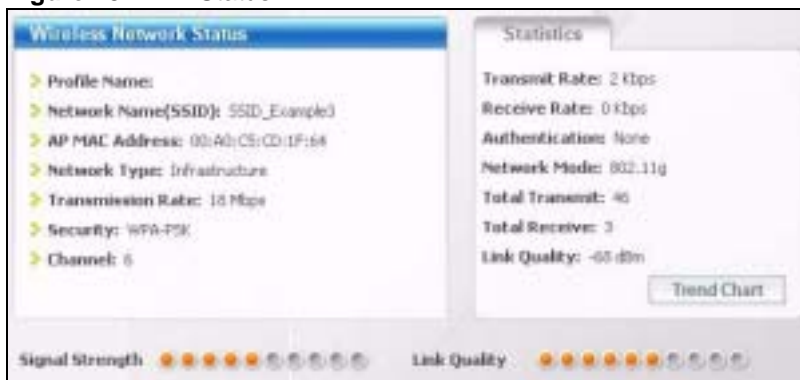 Wireless Network Status
Profile Name:
Network Name(SSID): SSID_Example3
AP MAC Address: 00:A0:C5:CD:1F:64
Network Type: Infrastructure
Transmission Rate: 18 Mbps
Security: WPA-PSK
Channel: 6
Statistics
Transmit Rate: 2 Kbps
Receive Rate: 0 Kbps
Authentication: None
Network Mode: 802.11g
Total Transmit: 46
Total Receive: 3
Link Quality: -68 dBm
Trend Chart
Signal Strength
Link Quality